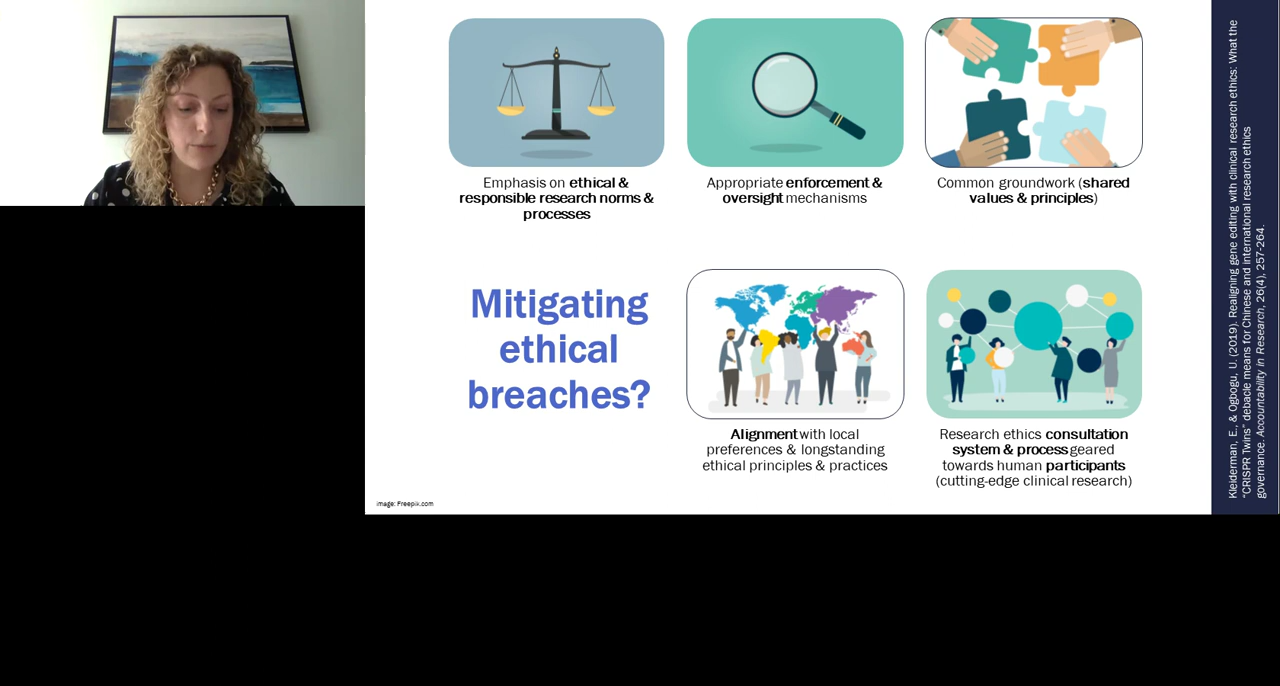 Emphasis on ethical &
responsible research norms &
processes
Appropriate enforcement &
oversight mechanisms
Common groundwork (shared
values & principles)
Mitigating
ethical
breaches?
Alignment with local
preferences & longstanding
ethical principles & practices
Research ethics consultation
system & process geared
towards human participants
(cutting-edge clinical research)
image: Freepix.com
Kleiderman, E., & Ogbogu, U. (2019). Realigning gene editing with clinical research ethics: What the
“CRISPR Twins” debacle means for Chinese and international research ethics
governance. Accountability in Research, 26(4), 257-264.